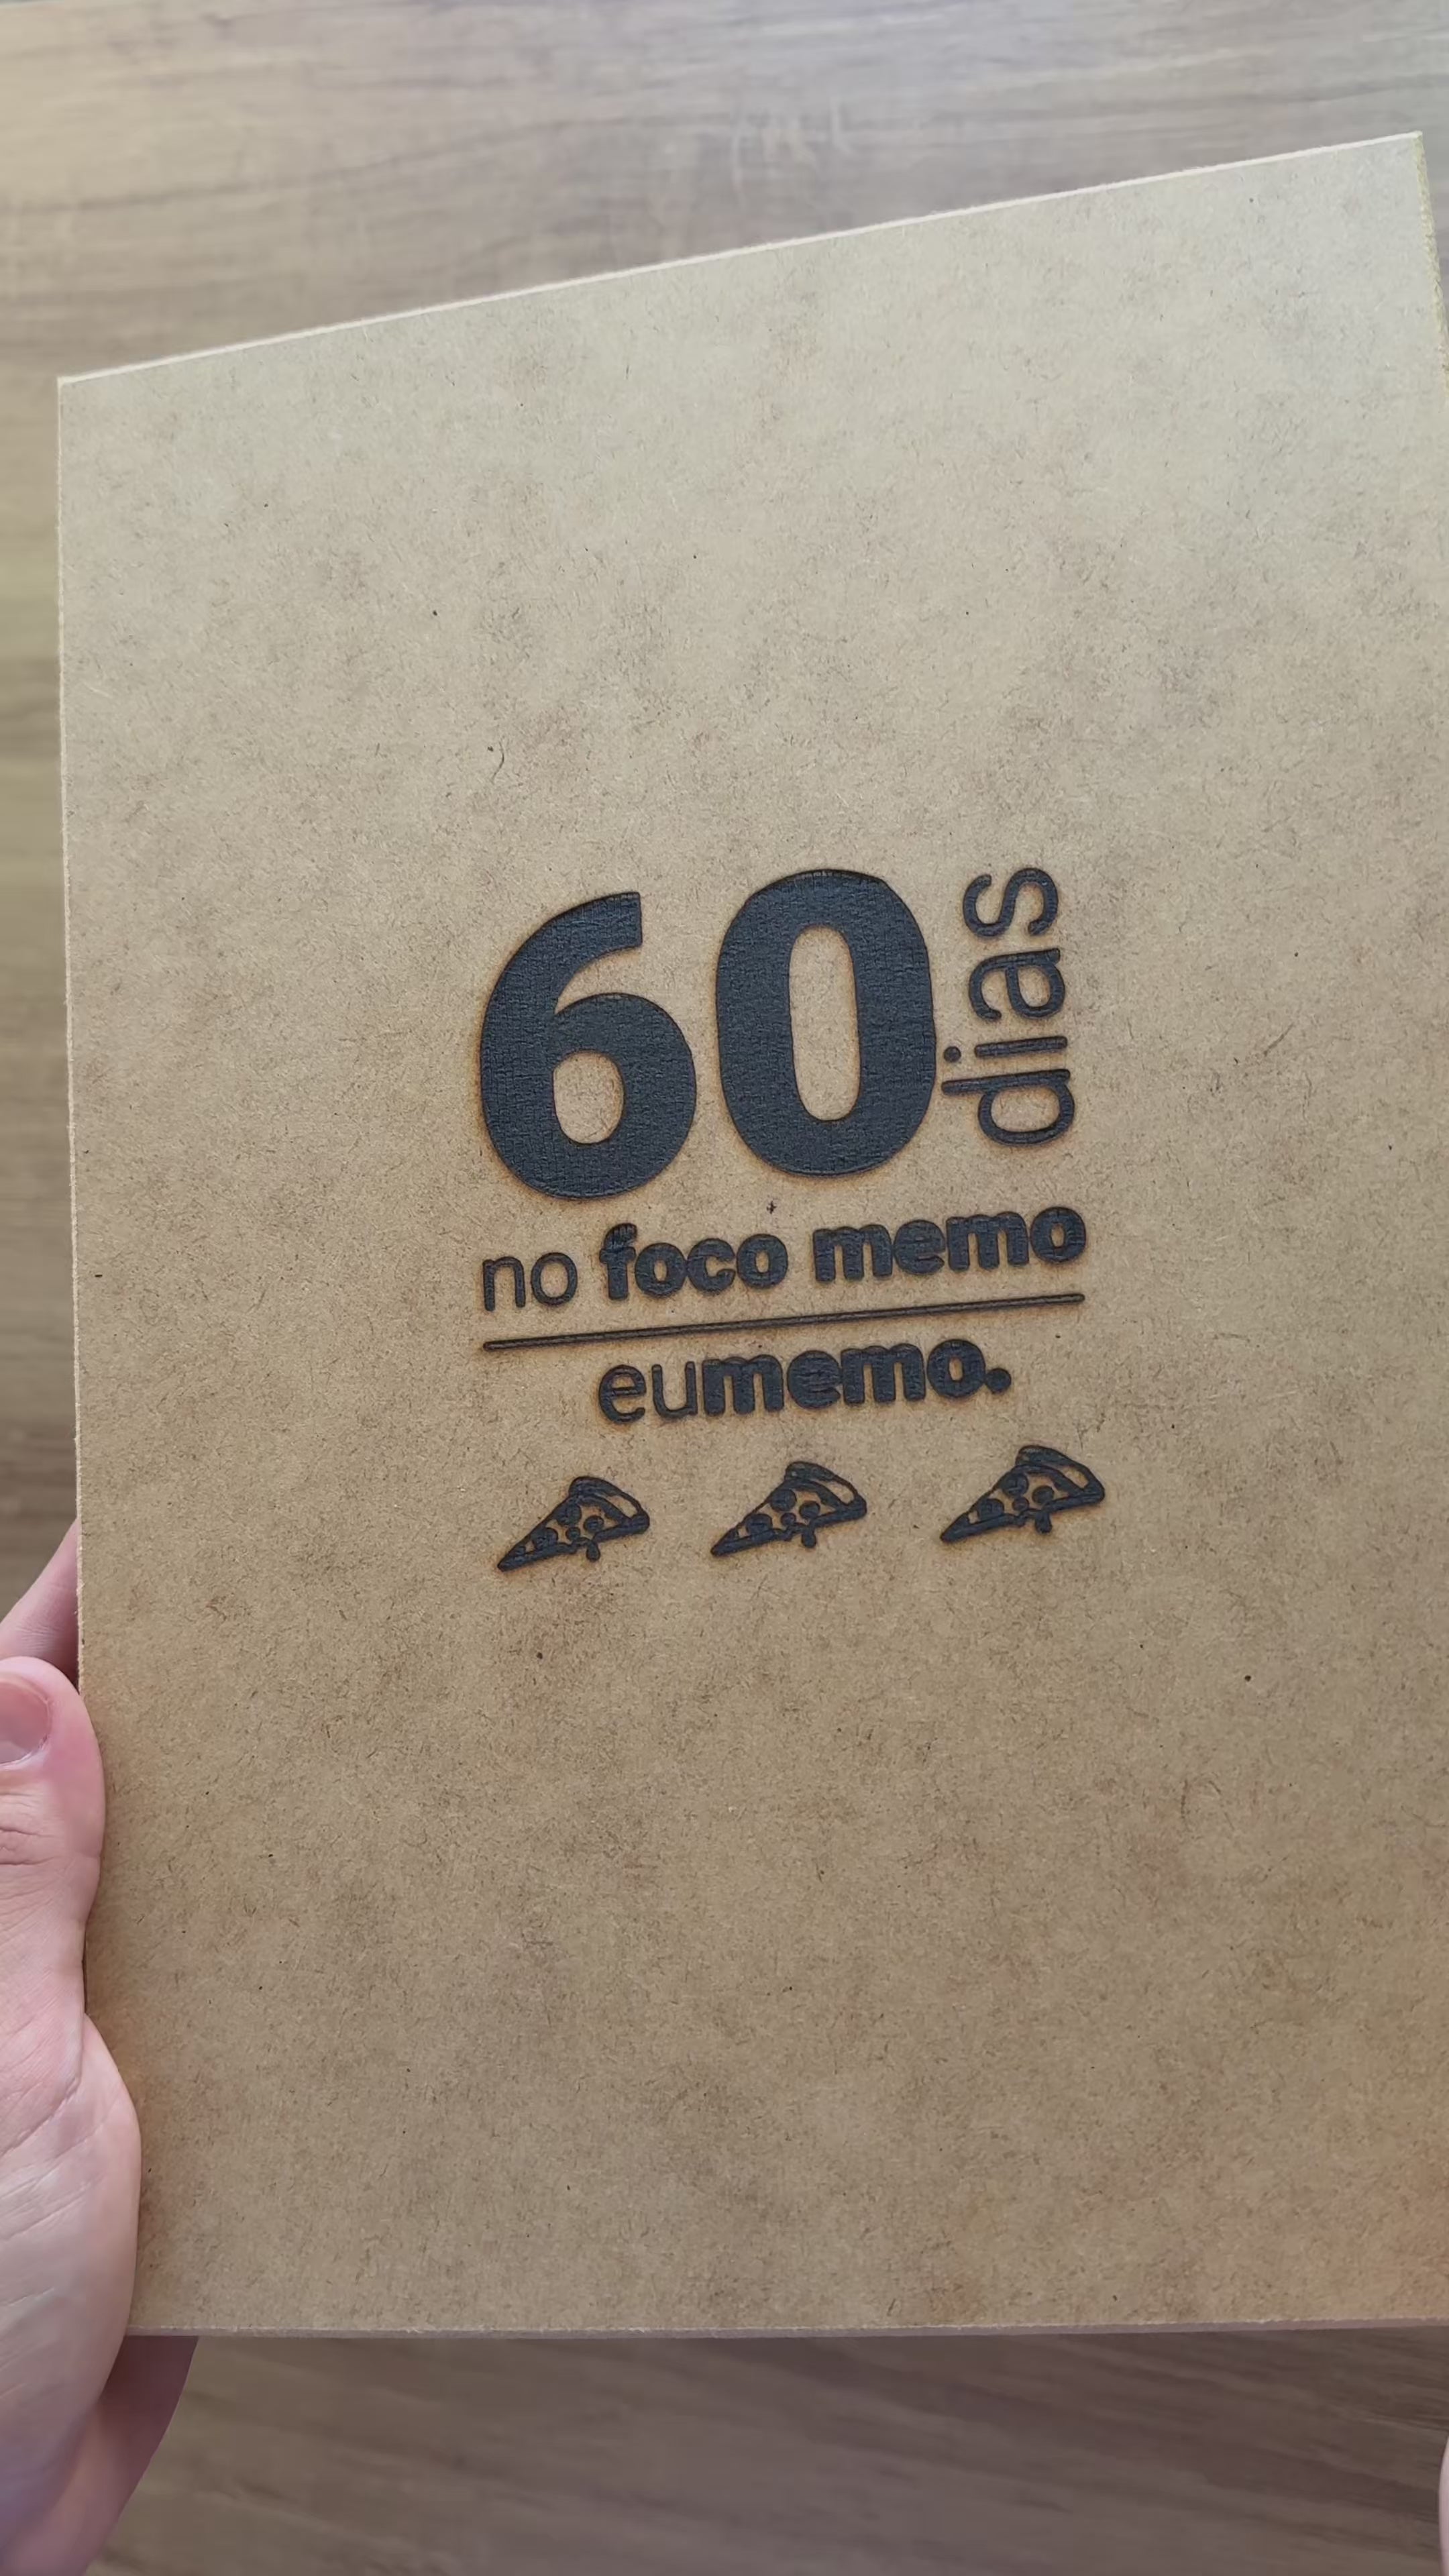 60 dias
no foco memo
eumemo.